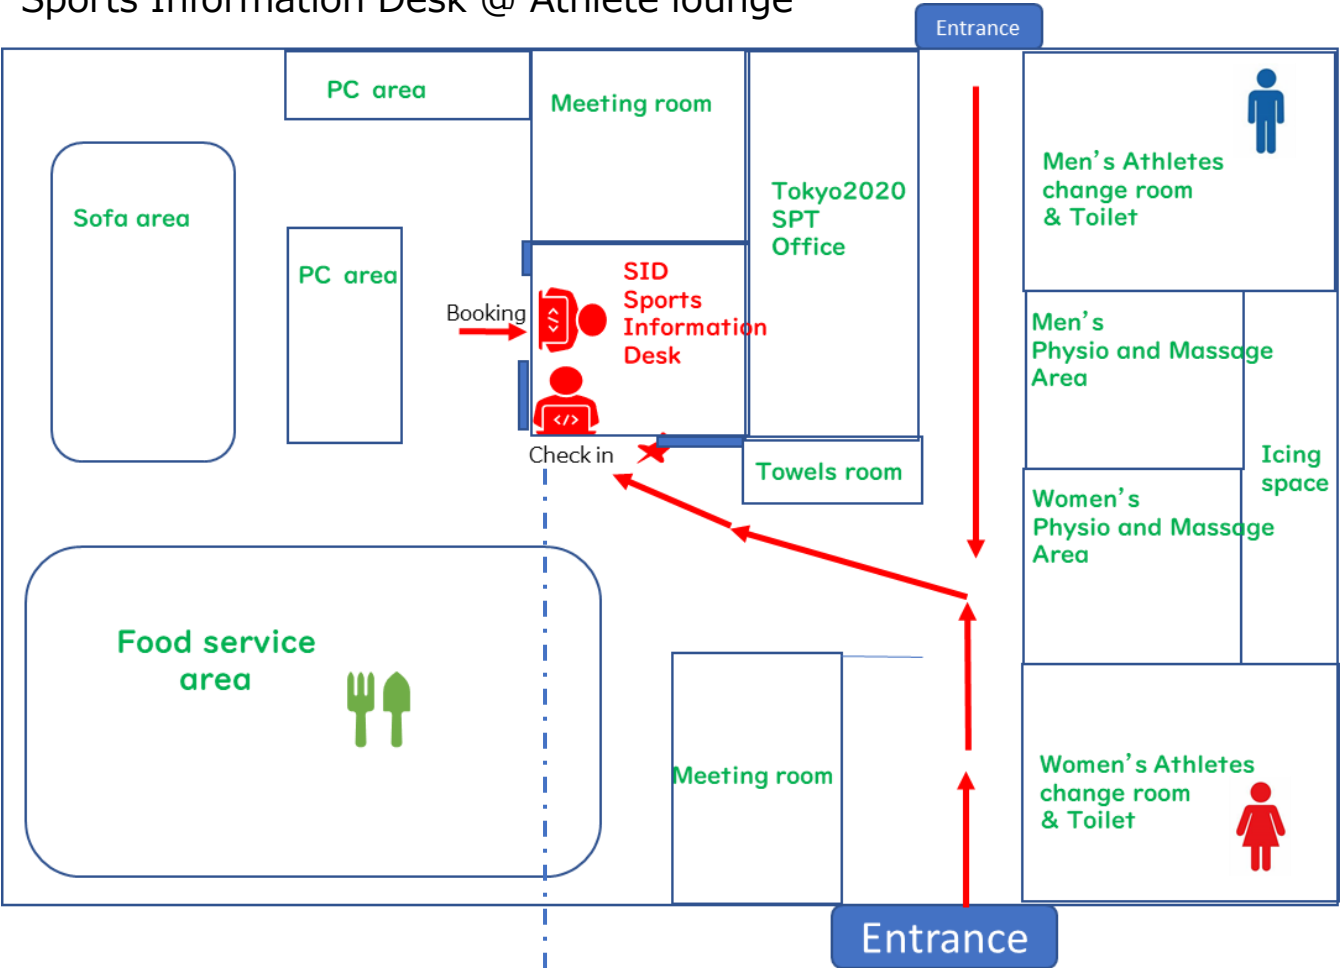 Sports Information Desk @ Athlete lounge
Entrance
PC area
Meeting room
Men's Athletes
change room
& Toilet
Tokyo2020
SPT
Office
Sofa area
PC area
SID
Sports
Information
Desk
Booking
</>
</>
Check in
Men's
Physio and Massage
Area
Towels room
Icing
space
Women's
Physio and Massage
Area
Food service
area
Meeting room
Women's Athletes
change room
& Toilet
Entrance